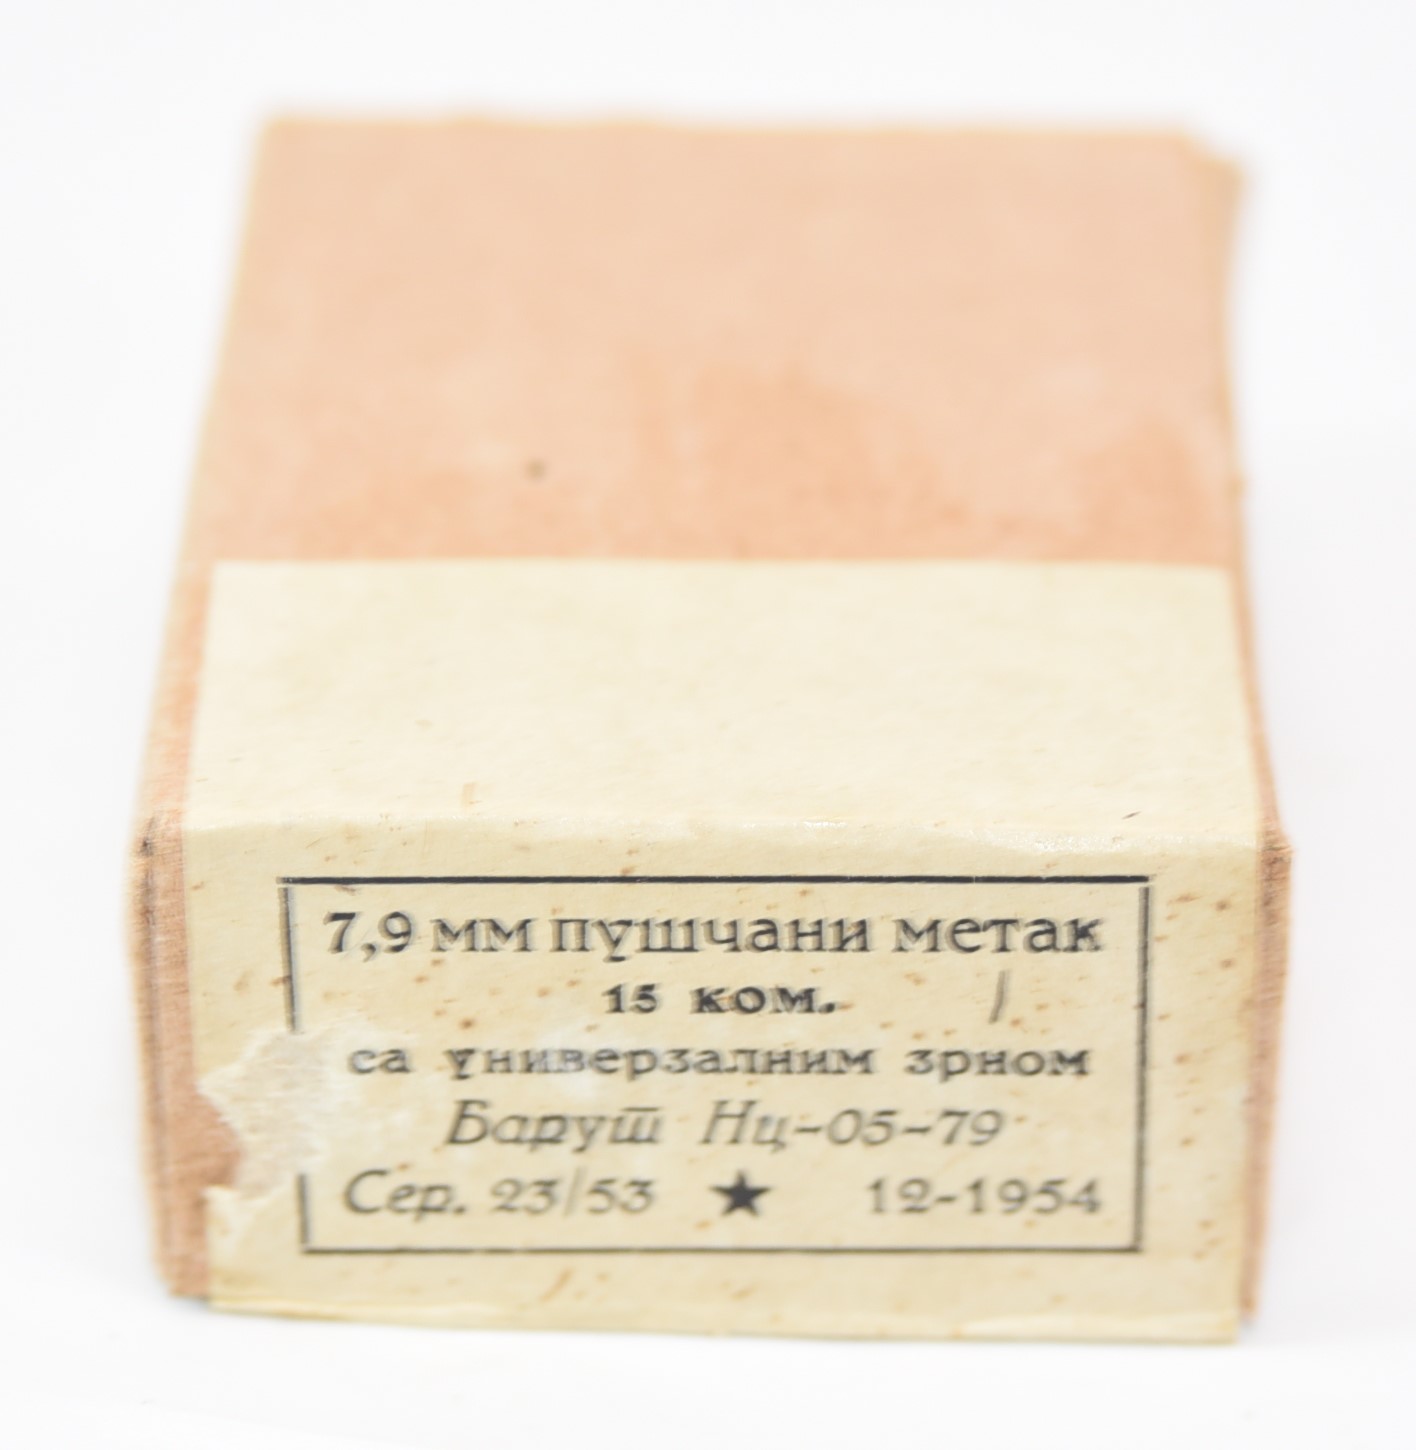 7,9 мм пушчани метак
15 ком.
са универзалним зрном
Барут Нц-05-79
Сер. 23/53 ★ 12-1954